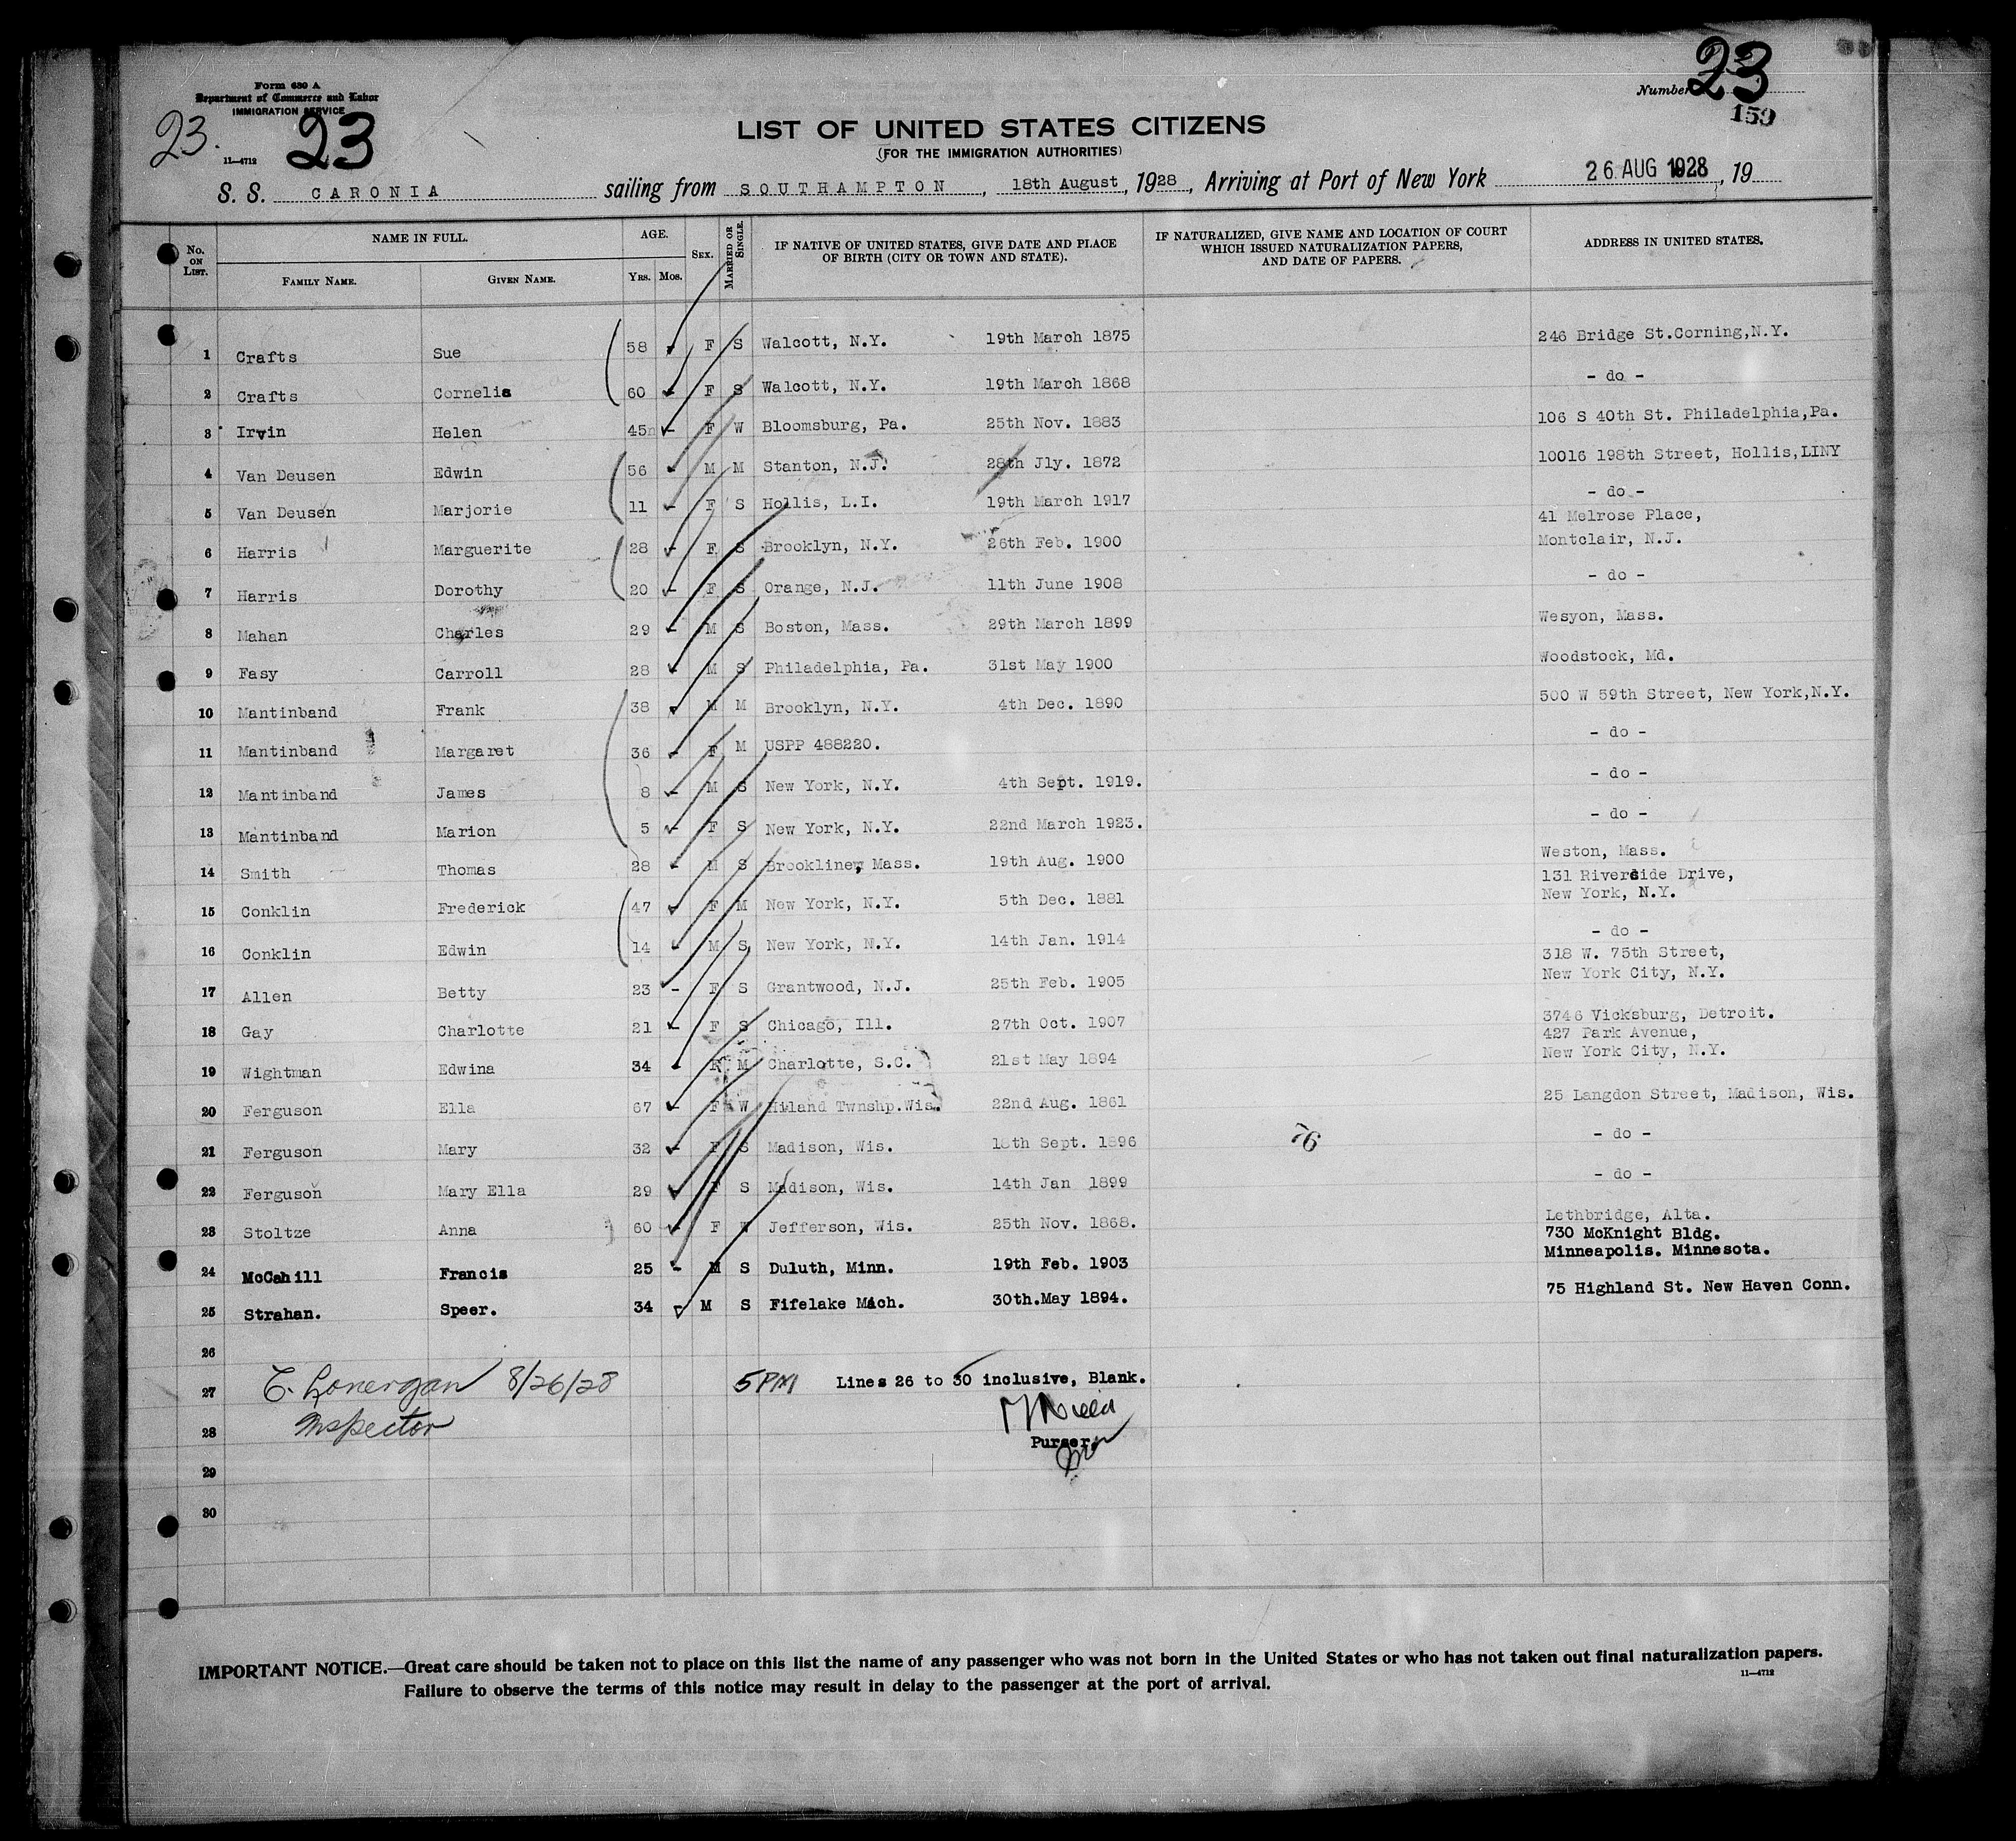 Form 630 A
Department of Commerce and Labor
IMMIGRATION SERVICE
23.
23
11—4712
Number 23
159
LIST OF UNITED STATES CITIZENS
(FOR THE IMMIGRATION AUTHORITIES)
S. S. CARONIA sailing from SOUTHAMPTON, 18th August, 1928, Arriving at Port of New York 26 AUG 1928, 19
No. ON LIST. NAME IN FULL. FAMILY NAME. GIVEN NAME. AGE. YRS. MOS. SEX. MARRIED OR SINGLE. IF NATIVE OF UNITED STATES, GIVE DATE AND PLACE OF BIRTH (CITY OR TOWN AND STATE). IF NATURALIZED, GIVE NAME AND LOCATION OF COURT WHICH ISSUED NATURALIZATION PAPERS, AND DATE OF PAPERS. ADDRESS IN UNITED STATES.
1 Crafts Sue 58 - F S Walcott, N.Y. 19th March 1875 246 Bridge St.Corning,N.Y.
2 Crafts Cornelia 60 - F S Walcott, N.Y. 19th March 1868 - do -
3 Irvin Helen 45 - F W Bloomsburg, Pa. 25th Nov. 1883 106 S 40th St. Philadelphia,Pa.
4 Van Deusen Edwin 56 - M M Stanton, N.J. 28th Jly. 1872 10016 198th Street, Hollis,LINY
5 Van Deusen Marjorie 11 - F S Hollis, L.I. 19th March 1917 - do -
6 Harris Marguerite 28 - F S Brooklyn, N.Y. 26th Feb. 1900 41 Melrose Place,
Montclair, N.J.
7 Harris Dorothy 20 - F S Orange, N.J. 11th June 1908 - do -
8 Mahan Charles 29 - M S Boston, Mass. 29th March 1899 Wesyon, Mass.
9 Fasy Carroll 28 - M S Philadelphia, Pa. 31st May 1900 Woodstock, Md.
10 Mantinband Frank 38 - M M Brooklyn, N.Y. 4th Dec. 1890 500 W 59th Street, New York,N.Y.
11 Mantinband Margaret 36 - F M USPP 488220. - do -
12 Mantinband James 8 - M S New York, N.Y. 4th Sept. 1919. - do -
13 Mantinband Marion 5 - F S New York, N.Y. 22nd March 1923. - do -
14 Smith Thomas 28 - M S Brookline, Mass. 19th Aug. 1900 Weston, Mass.
15 Conklin Frederick 47 - F M New York, N.Y. 5th Dec. 1881 131 Riverside Drive,
New York, N.Y.
16 Conklin Edwin 14 - M S New York, N.Y. 14th Jan. 1914 - do -
17 Allen Betty 23 - F S Grantwood, N.J. 25th Feb. 1905 318 W. 75th Street,
New York City, N.Y.
18 Gay Charlotte 21 - F S Chicago, Ill. 27th Oct. 1907 3746 Vicksburg, Detroit.
19 Wightman Edwina 34 - F M Charlotte, S.C. 21st May 1894 427 Park Avenue,
New York City, N.Y.
20 Ferguson Ella 67 - F W Hiland Twnshp.Wis. 22nd Aug. 1861 25 Langdon Street, Madison, Wis.
21 Ferguson Mary 32 - F S Madison, Wis. 18th Sept. 1896 76 - do -
22 Ferguson Mary Ella 29 - F S Madison, Wis. 14th Jan 1899 - do -
23 Stoltze Anna 60 - F W Jefferson, Wis. 25th Nov. 1868. Lethbridge, Alta.
24 McCahill Francis 25 - M S Duluth, Minn. 19th Feb. 1903 730 McKnight Bldg.
Minneapolis. Minnesota.
25 Strahan. Speer. 34 M S Fifelake Mich. 30th.May 1894. 75 Highland St. New Haven Conn.
26
27 T. Lonergan 8/26/28 5PM Lines 26 to 30 inclusive, Blank.
28 Inspector
Purser.
29
30
IMPORTANT NOTICE.—Great care should be taken not to place on this list the name of any passenger who was not born in the United States or who has not taken out final naturalization papers.
11—4712
Failure to observe the terms of this notice may result in delay to the passenger at the port of arrival.